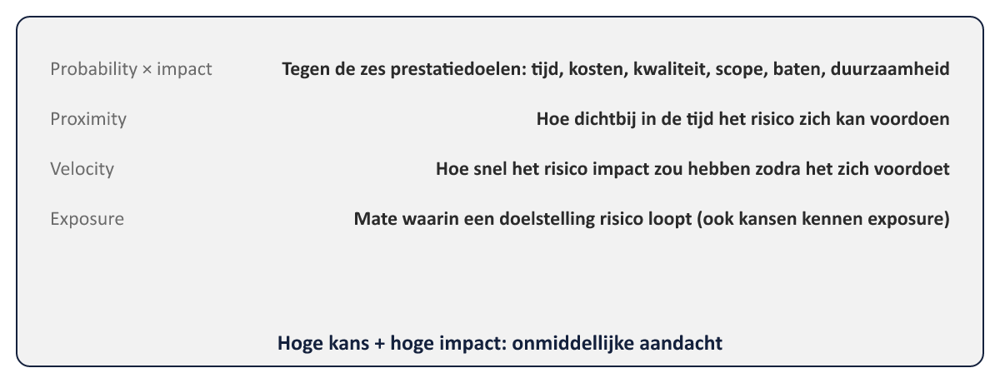 Probability × impact Tegen de zes prestatiedoelen: tijd, kosten, kwaliteit, scope, baten, duurzaamheid
Proximity Hoe dichtbij in de tijd het risico zich kan voordoen
Velocity Hoe snel het risico impact zou hebben zodra het zich voordoet
Exposure Mate waarin een doelstelling risico loopt (ook kansen kennen exposure)
Hoge kans + hoge impact: onmiddellijke aandacht